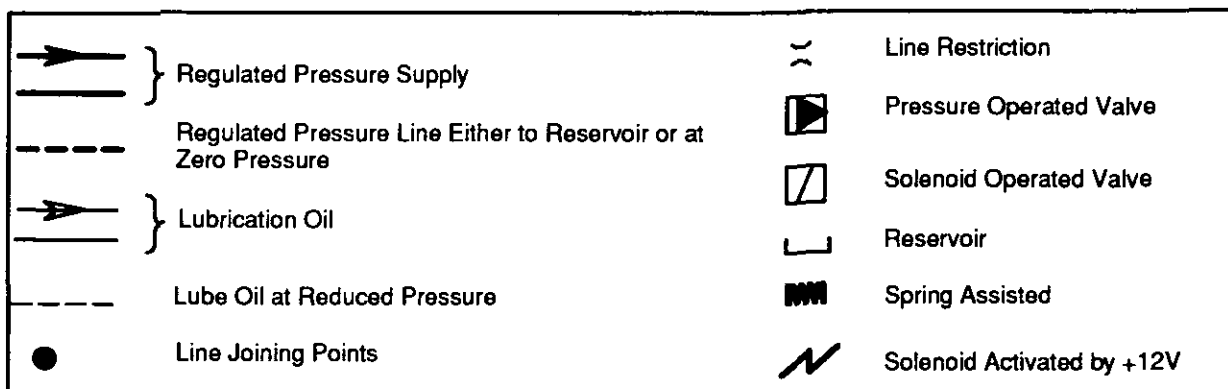 Regulated Pressure Supply
Regulated Pressure Line Either to Reservoir or at
Zero Pressure
Lubrication Oil
Lube Oil at Reduced Pressure
Line Joining Points
Line Restriction
Pressure Operated Valve
Solenoid Operated Valve
Reservoir
Spring Assisted
Solenoid Activated by +12V